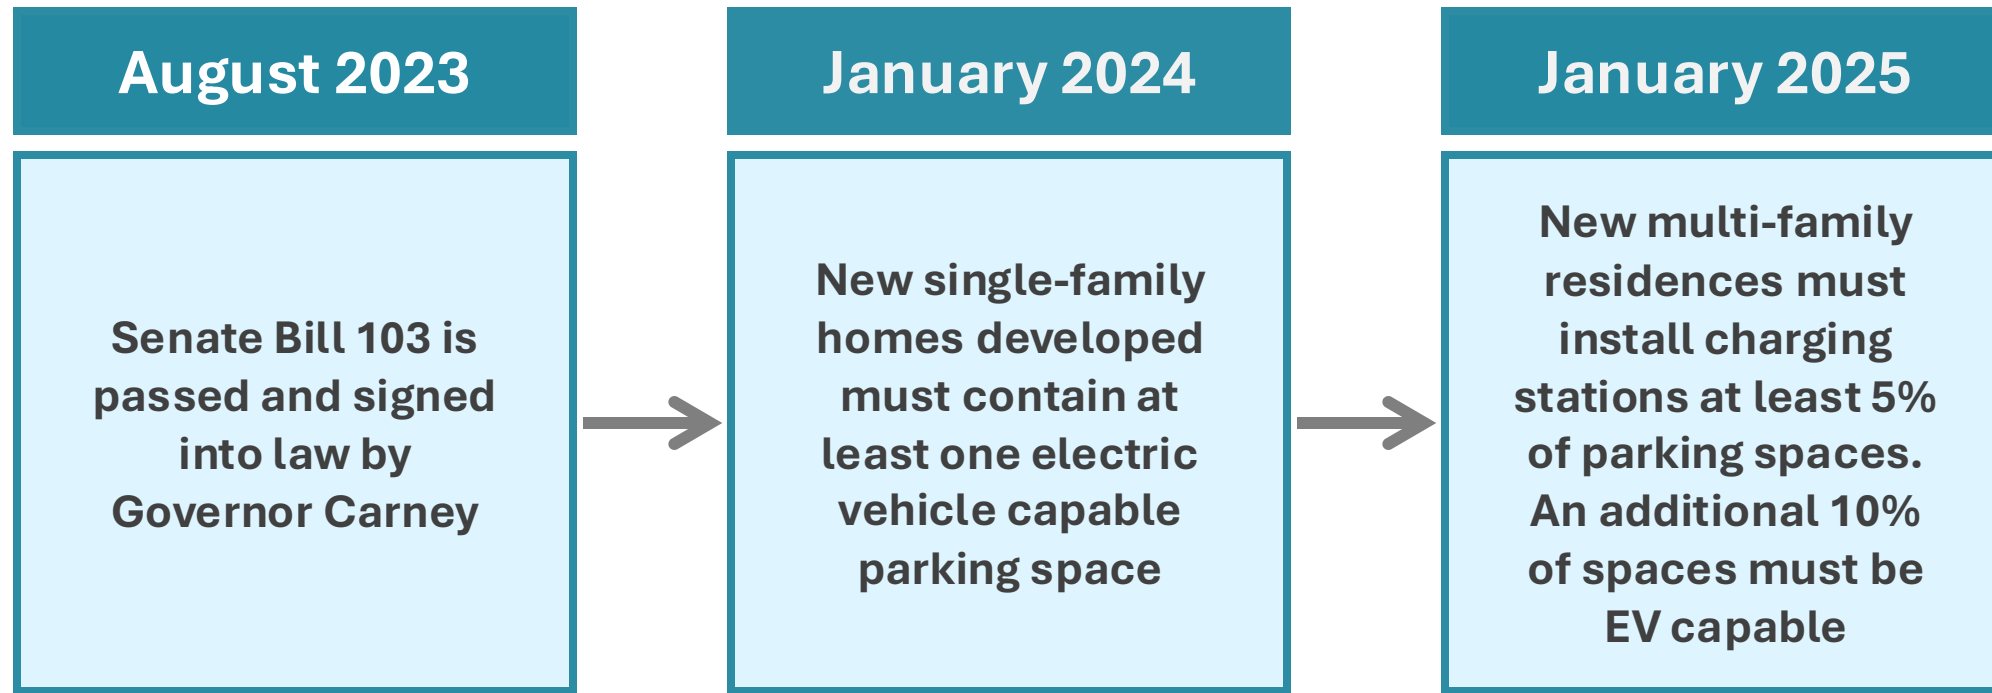 August 2023
Senate Bill 103 is
passed and signed
into law by
Governor Carney
January 2024
New single-family
homes developed
must contain at
least one electric
vehicle capable
parking space
January 2025
New multi-family
residences must
install charging
stations at least 5%
of parking spaces.
An additional 10%
of spaces must be
EV capable